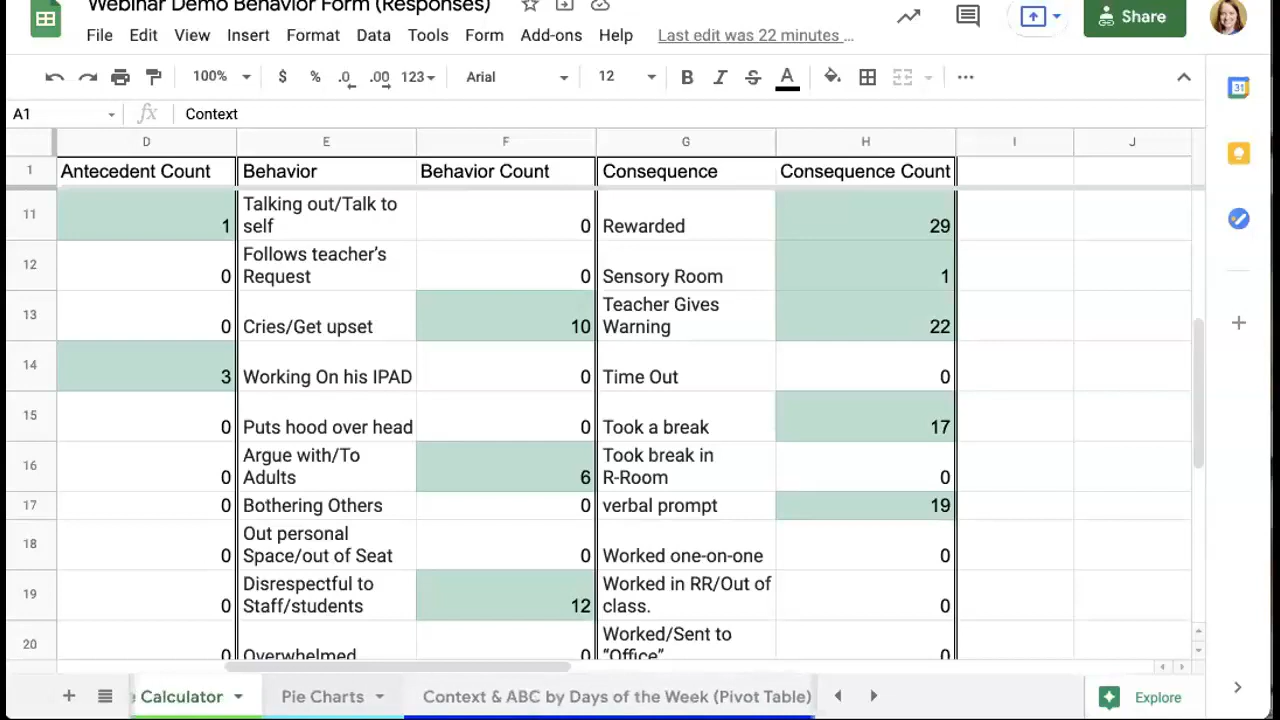 Webinar Demo Behavior Form (Responses)
File Edit View Insert Format Data Tools Form Add-ons Help Last edit was 22 minutes …
Share
100% $ % .0 .00 123 Arial 12 B I S A
A1 fx Context
D E F G H I J
1 Antecedent Count Behavior Behavior Count Consequence Consequence Count
11 1 Talking out/Talk to
self 0 Rewarded 29
12 0 Follows teacher’s
Request 0 Sensory Room 1
13 0 Cries/Get upset 10 Teacher Gives
Warning 22
14 3 Working On his IPAD 0 Time Out 0
15 0 Puts hood over head 0 Took a break 17
16 0 Argue with/To
Adults 6 Took break in
R-Room 0
17 0 Bothering Others 0 verbal prompt 19
18 0 Out personal
Space/out of Seat 0 Worked one-on-one 0
19 0 Disrespectful to
Staff/students 12 Worked in RR/Out of
class. 0
20 0 Overwhelmed 0 Worked/Sent to
“Office” 0
Calculator Pie Charts Context & ABC by Days of the Week (Pivot Table)
Explore
31